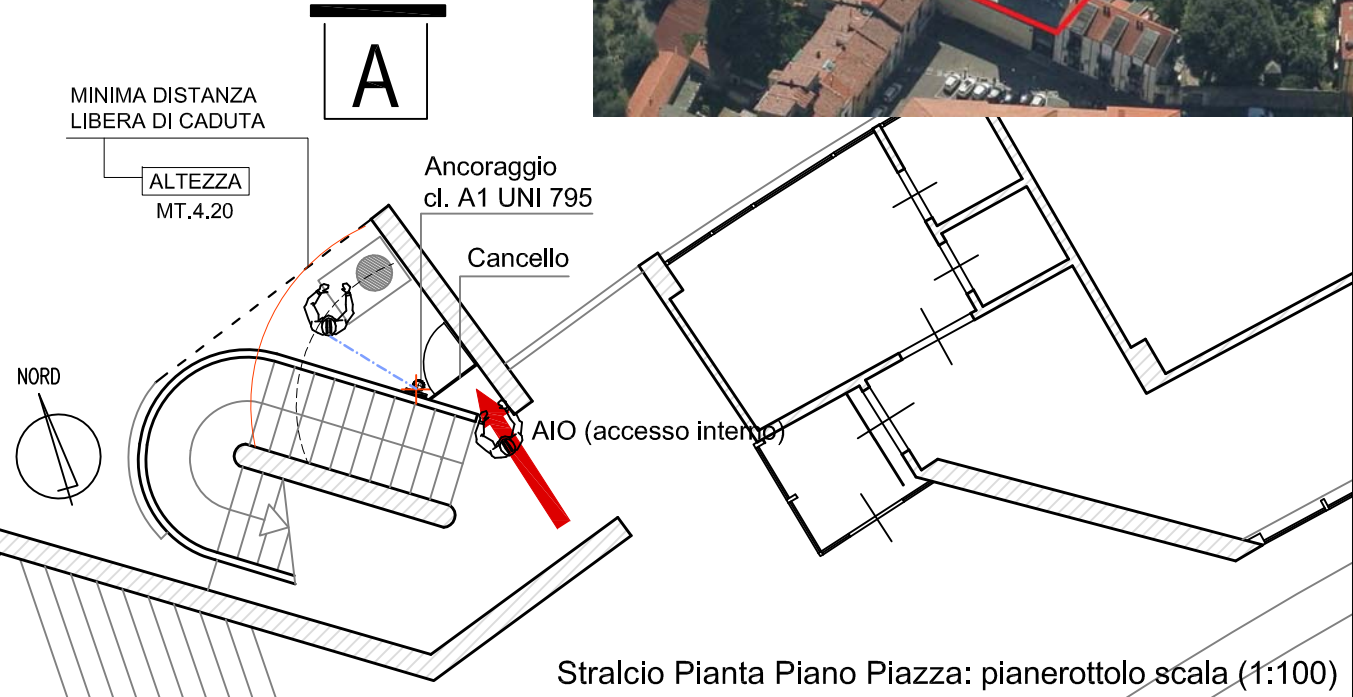 A
MINIMA DISTANZA
LIBERA DI CADUTA
ALTEZZA
MT.4.20
Ancoraggio
cl. A1 UNI 795
Cancello
NORD
AIO (accesso interno)
Stralcio Pianta Piano Piazza: pianerottolo scala (1:100)